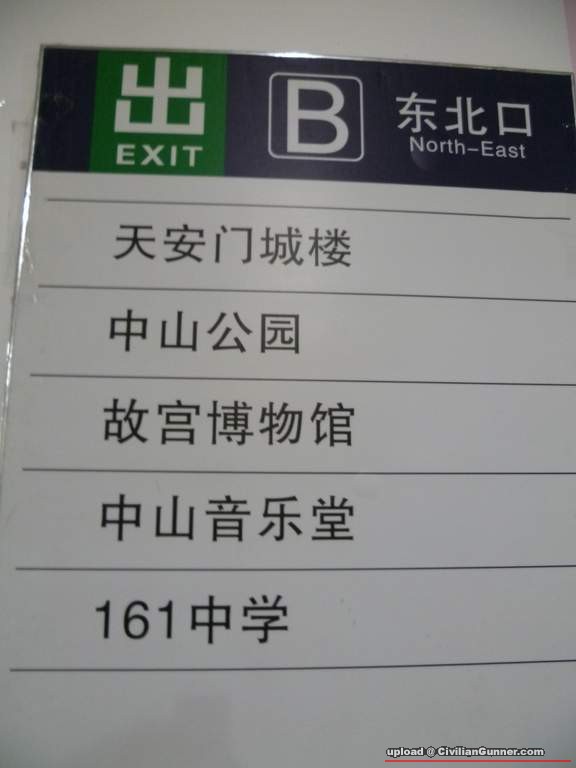 出 B 东北口
EXIT North-East
天安门城楼
中山公园
故宫博物馆
中山音乐堂
161中学
upload @ CivilianGunner.com